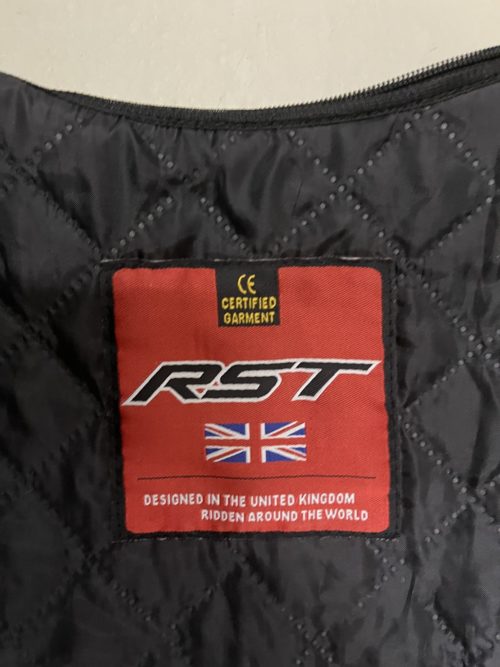 CE
CERTIFIED
GARMENT
RST
DESIGNED IN THE UNITED KINGDOM
RIDDEN AROUND THE WORLD